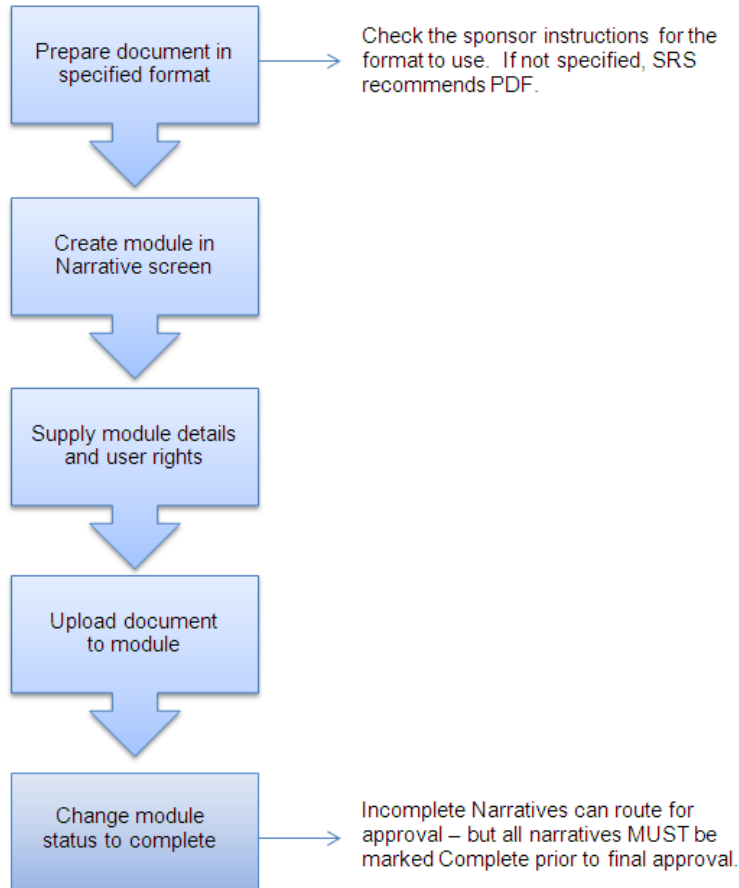 Prepare document in
specified format
Check the sponsor instructions for the
format to use.  If not specified, SRS
recommends PDF.
Create module in
Narrative screen
Supply module details
and user rights
Upload document
to module
Change module
status to complete
Incomplete Narratives can route for
approval – but all narratives MUST be
marked Complete prior to final approval.